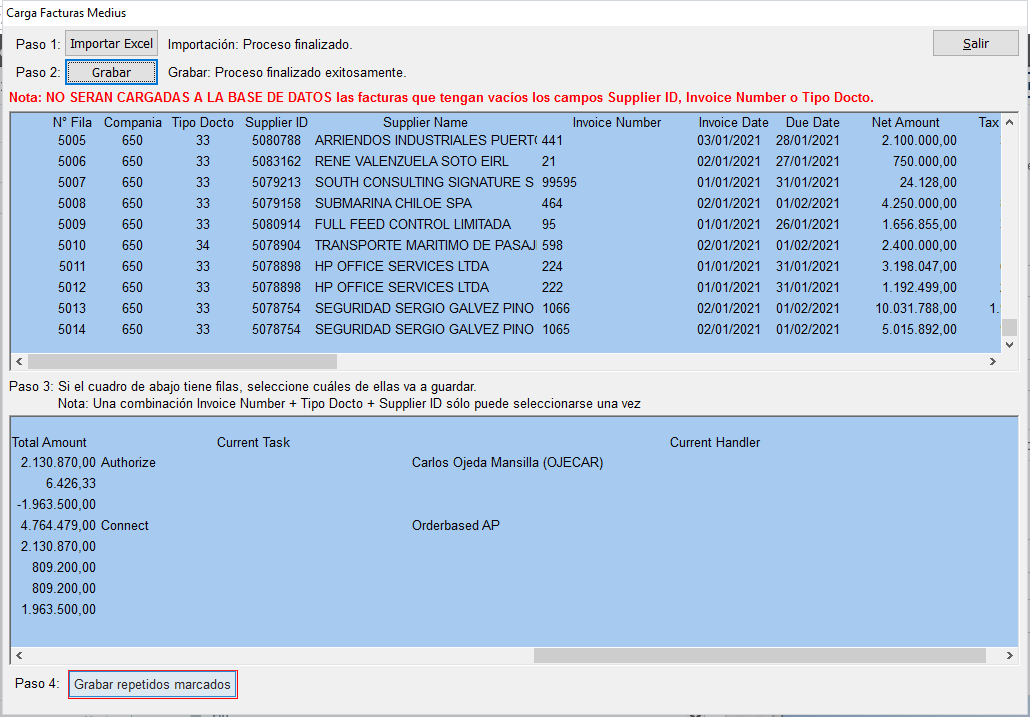 Carga Facturas Medius
Paso 1: Importar Excel Importación: Proceso finalizado. Salir
Paso 2: Grabar Grabar: Proceso finalizado exitosamente.
Nota: NO SERAN CARGADAS A LA BASE DE DATOS las facturas que tengan vacíos los campos Supplier ID, Invoice Number o Tipo Docto.
N° Fila Compania Tipo Docto Supplier ID Supplier Name Invoice Number Invoice Date Due Date Net Amount Tax
5005 650 33 5080788 ARRIENDOS INDUSTRIALES PUERT 441 03/01/2021 28/01/2021 2.100.000,00
5006 650 33 5083162 RENE VALENZUELA SOTO EIRL 21 02/01/2021 27/01/2021 750.000,00
5007 650 33 5079213 SOUTH CONSULTING SIGNATURE S 99595 01/01/2021 31/01/2021 24.128,00
5008 650 33 5079158 SUBMARINA CHILOE SPA 464 02/01/2021 01/02/2021 4.250.000,00
5009 650 33 5080914 FULL FEED CONTROL LIMITADA 95 01/01/2021 26/01/2021 1.656.855,00
5010 650 34 5078904 TRANSPORTE MARITIMO DE PASAJ 598 02/01/2021 01/02/2021 2.400.000,00
5011 650 33 5078898 HP OFFICE SERVICES LTDA 224 01/01/2021 31/01/2021 3.198.047,00
5012 650 33 5078898 HP OFFICE SERVICES LTDA 222 01/01/2021 31/01/2021 1.192.499,00
5013 650 33 5078754 SEGURIDAD SERGIO GALVEZ PINO 1066 02/01/2021 01/02/2021 10.031.788,00 1.
5014 650 33 5078754 SEGURIDAD SERGIO GALVEZ PINO 1065 02/01/2021 01/02/2021 5.015.892,00
Paso 3: Si el cuadro de abajo tiene filas, seleccione cuáles de ellas va a guardar.
Nota: Una combinación Invoice Number + Tipo Docto + Supplier ID sólo puede seleccionarse una vez
Total Amount Current Task Current Handler
2.130.870,00 Authorize Carlos Ojeda Mansilla (OJECAR)
6.426,33
-1.963.500,00
4.764.479,00 Connect Orderbased AP
2.130.870,00
809.200,00
809.200,00
1.963.500,00
Paso 4: Grabar repetidos marcados